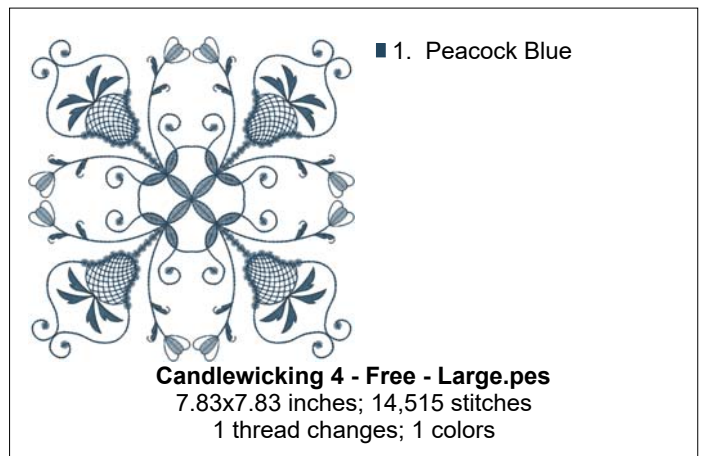 1. Peacock Blue
Candlewicking 4 - Free - Large.pes
7.83x7.83 inches; 14,515 stitches
1 thread changes; 1 colors